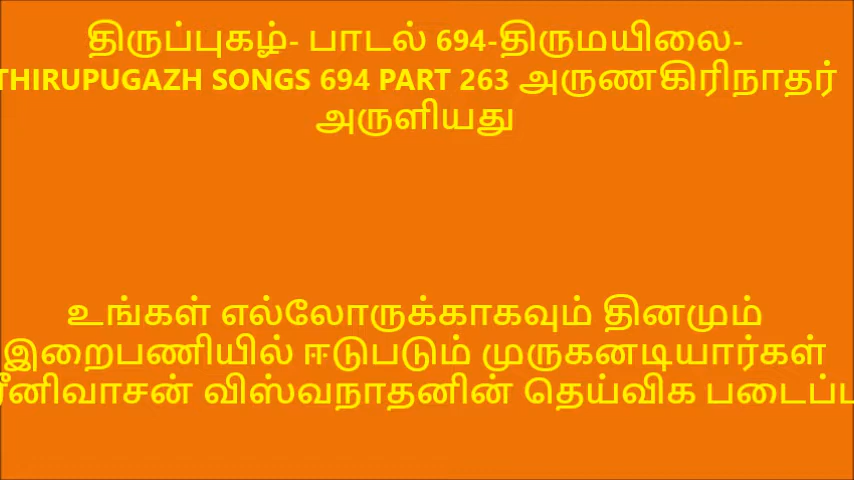 திருப்புகழ்- பாடல் 694-திருமயிலை-
THIRUPUGAZH SONGS 694 PART 263 அருணகிரிநாதர்
அருளியது
உங்கள் எல்லோருக்காகவும் தினமும்
இறைபணியில் ஈடுபடும் முருகனடியார்கள்
விஸ்வநாதனின் தெய்விக